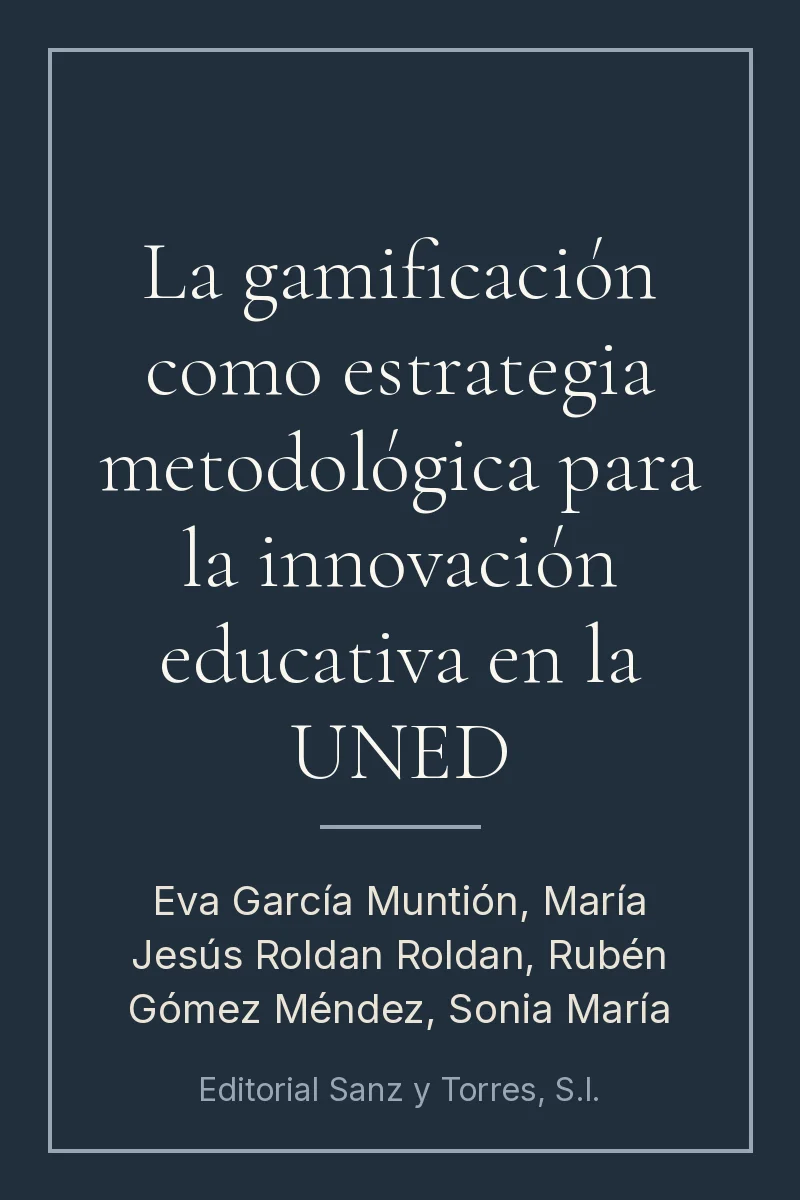 La gamificación
como estrategia
metodológica para
la innovación
educativa en la
UNED
Eva García Muntión, María
Jesús Roldan Roldan, Rubén
Gómez Méndez, Sonia María
Editorial Sanz y Torres, S.l.